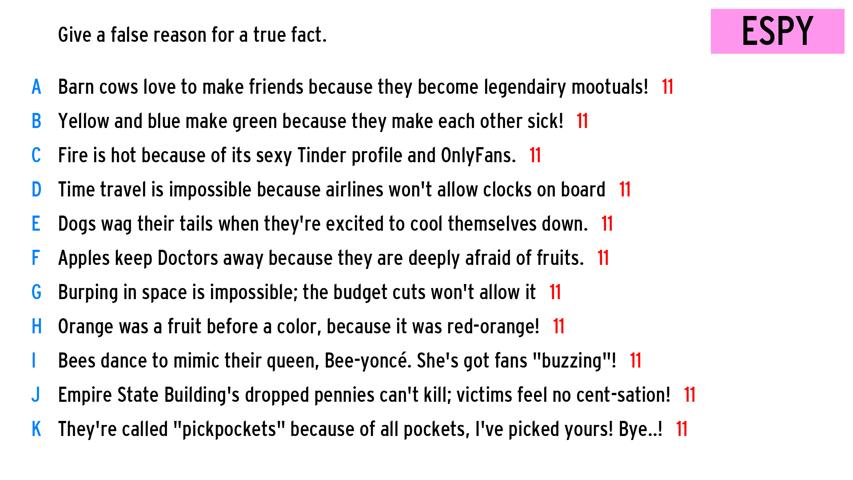 Give a false reason for a true fact.
ESPY
A Barn cows love to make friends because they become legendairy mootuals! 11
B Yellow and blue make green because they make each other sick! 11
C Fire is hot because of its sexy Tinder profile and OnlyFans. 11
D Time travel is impossible because airlines won't allow clocks on board 11
E Dogs wag their tails when they're excited to cool themselves down. 11
F Apples keep Doctors away because they are deeply afraid of fruits. 11
G Burping in space is impossible; the budget cuts won't allow it 11
H Orange was a fruit before a color, because it was red-orange! 11
I Bees dance to mimic their queen, Bee-yoncé. She's got fans "buzzing"! 11
J Empire State Building's dropped pennies can't kill; victims feel no cent-sation! 11
K They're called "pickpockets" because of all pockets, I've picked yours! Bye..! 11